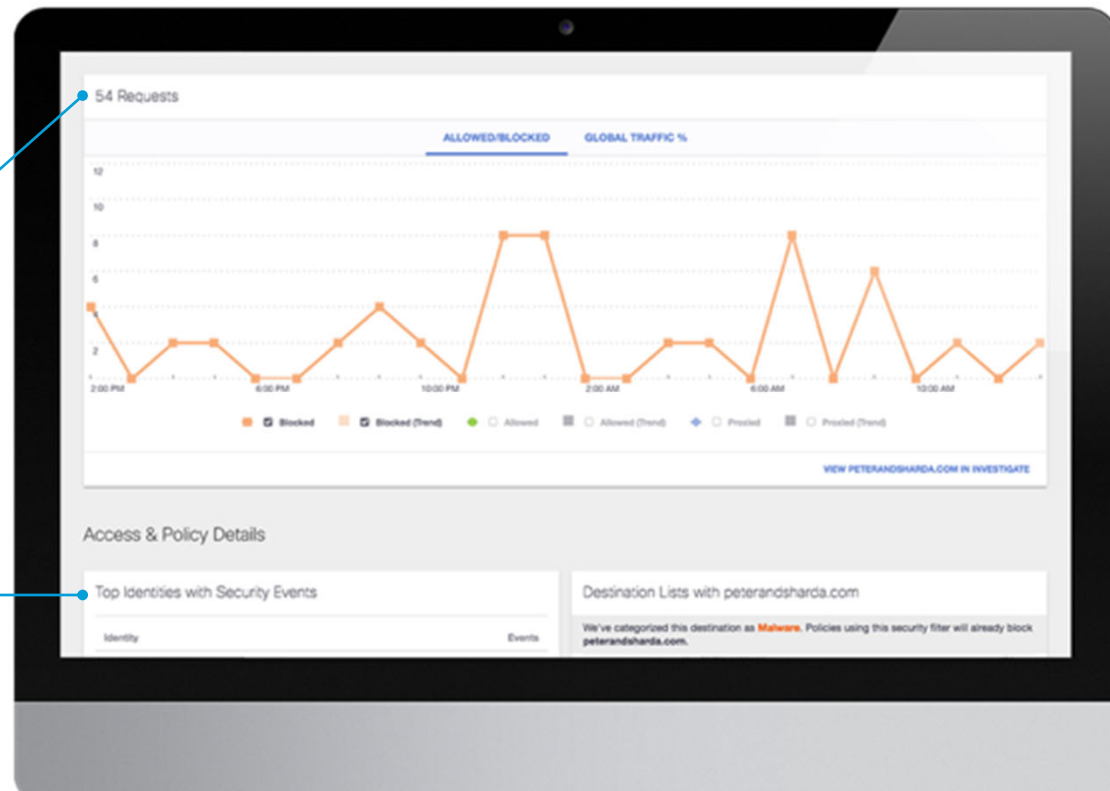 54 Requests
ALLOWED/BLOCKED GLOBAL TRAFFIC %
12
10
8
6
4
2
2:00 PM 6:00 PM 10:00 PM 2:00 AM 6:00 AM 10:00 AM
Blocked Blocked (Trend) Allowed Allowed (Trend) Proxied Proxied (Trend)
VIEW PETERANDSHARDA.COM IN INVESTIGATE
Access & Policy Details
Top Identities with Security Events
Identity Events
Destination Lists with peterandsharda.com
We've categorized this destination as Malware. Policies using this security filter will already block
peterandsharda.com.